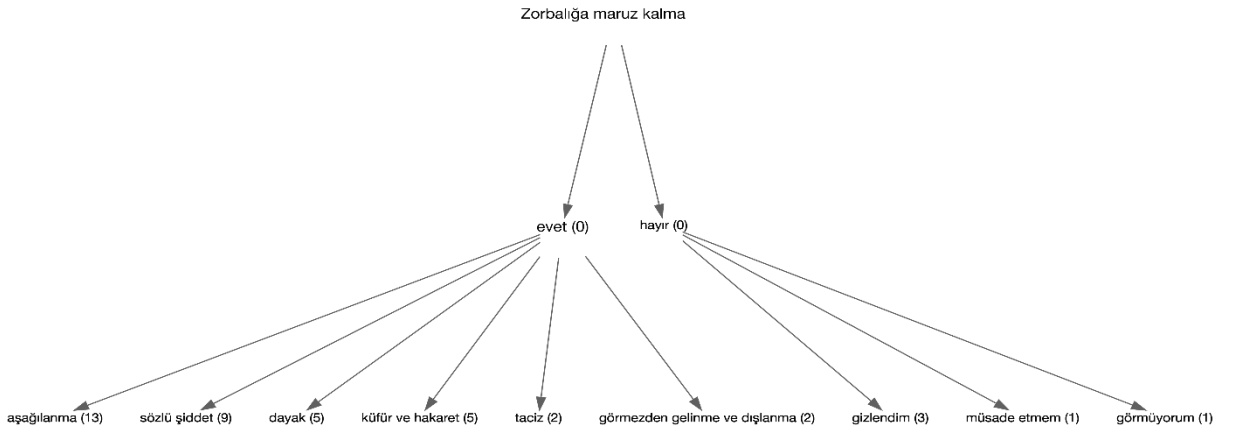 Zorbalığa maruz kalma
evet (0) hayır (0)
aşağılanma (13) sözlü şiddet (9) dayak (5) küfür ve hakaret (5) taciz (2) görmezden gelinme ve dışlanma (2) gizlendim (3) müsade etmem (1) görmüyorum (1)